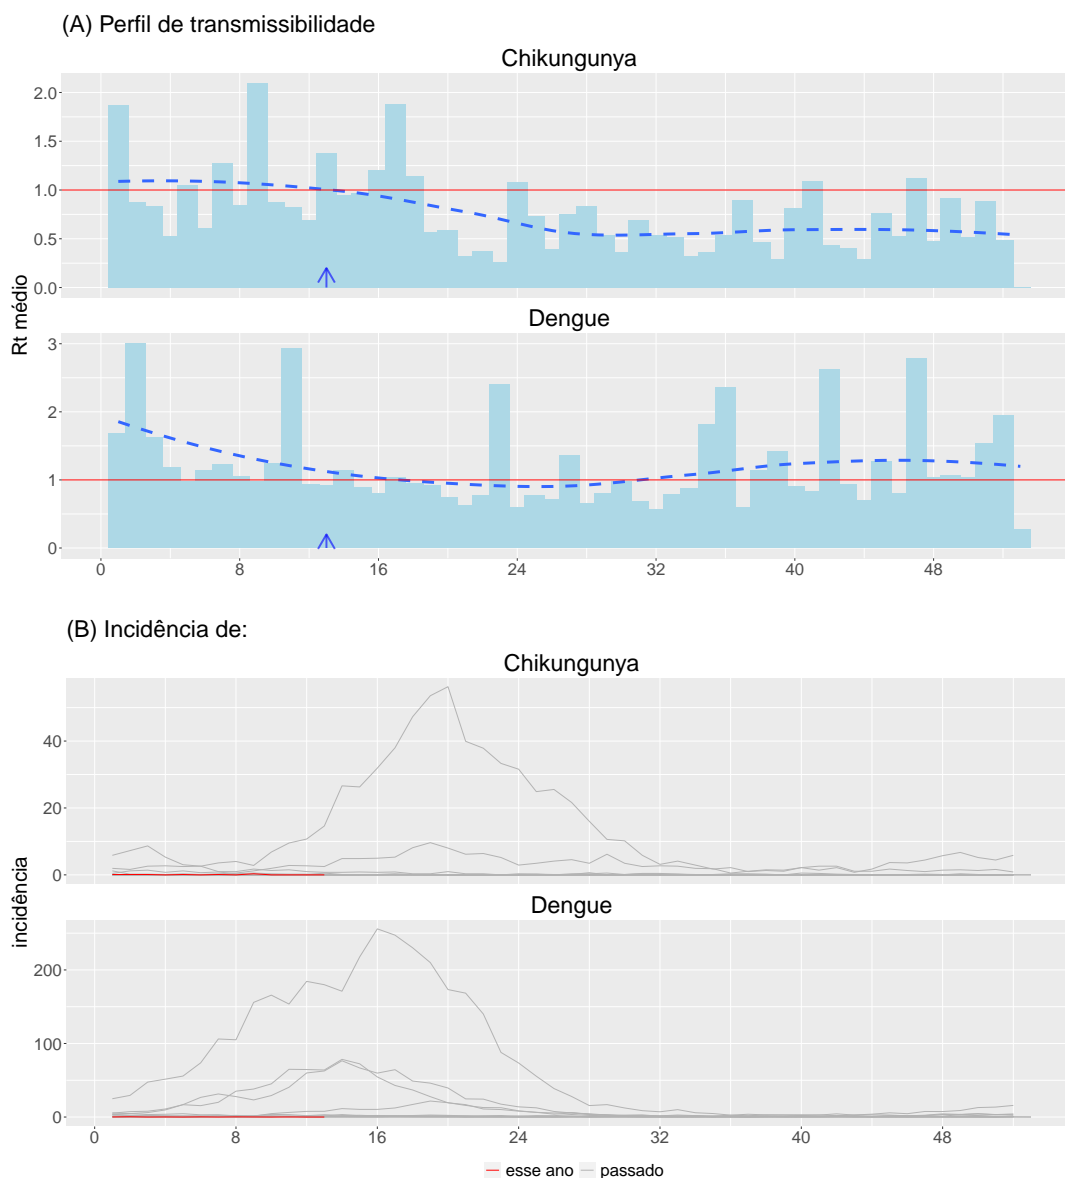 (A) Perfil de transmissibilidade
Chikungunya
2.0
1.5
1.0
0.5
0.0
Dengue
3
2
1
0
0 8 16 24 32 40 48
Rt médio
(B) Incidência de:
Chikungunya
40
20
0
Dengue
200
100
0
0 8 16 24 32 40 48
incidência
esse ano passado